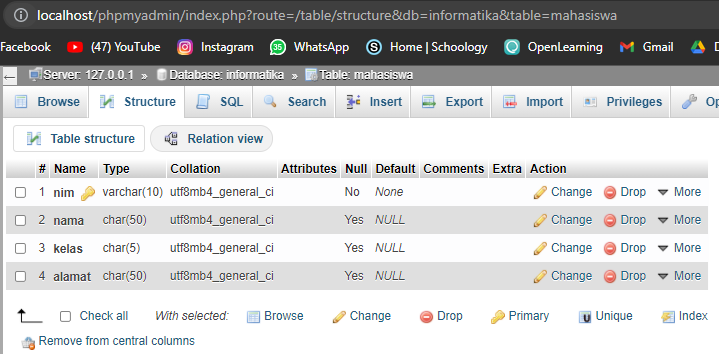 localhost/phpmyadmin/index.php?route=/table/structure&db=informatika&table=mahasiswa
Facebook Instagram 35 WhatsApp Home | Schoology OpenLearning Gmail D
Server: 127.0.0.1 » Database: informatika » Table: mahasiswa
Browse Structure SQL Search Insert Export Import Privileges Op
Table structure Relation view
# Name Type Collation Attributes Null Default Comments Extra Action
1 nim varchar(10) utf8mb4_general_ci No None Change Drop More
2 nama char(50) utf8mb4_general_ci Yes NULL Change Drop More
3 kelas char(5) utf8mb4_general_ci Yes NULL Change Drop More
4 alamat char(50) utf8mb4_general_ci Yes NULL Change Drop More
Check all With selected: Browse Change Drop Primary Unique Index
Remove from central columns